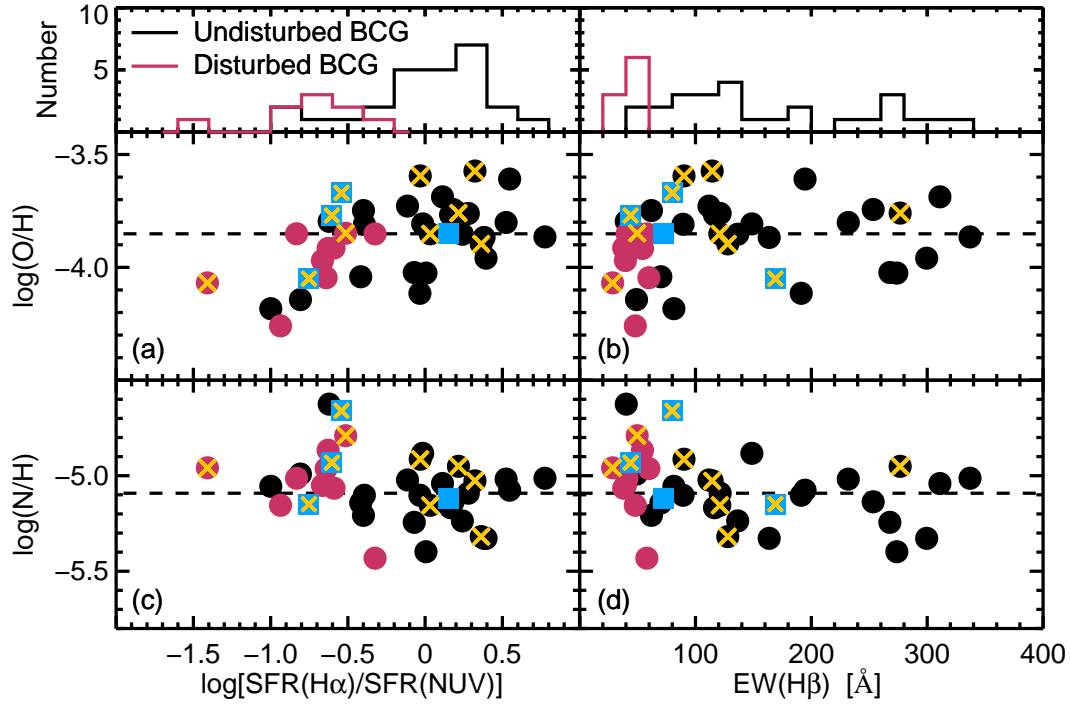 10
5
Number
Undisturbed BCG
Disturbed BCG
−3.5
−4.0
log(O/H)
(a)
(b)
−5.0
−5.5
log(N/H)
(c)
(d)
−1.5 −1.0 −0.5 0 0.5
100 200 300 400
log[SFR(Hα)/SFR(NUV)]
EW(Hβ) [Å]